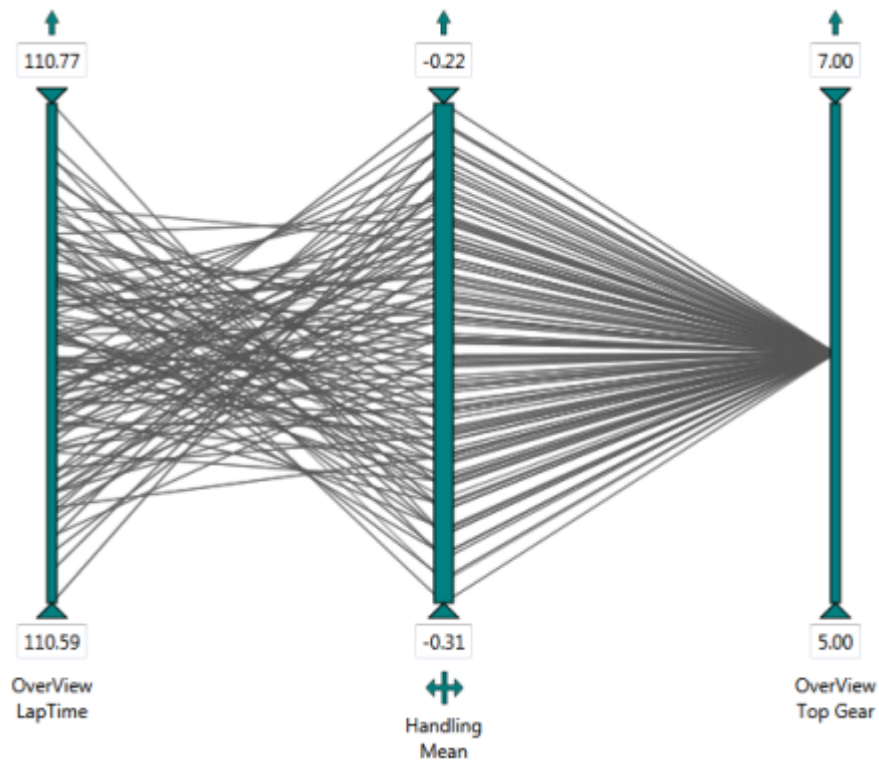 110.77
-0.22
7.00
110.59
-0.31
5.00
OverView
LapTime
Handling
Mean
OverView
Top Gear